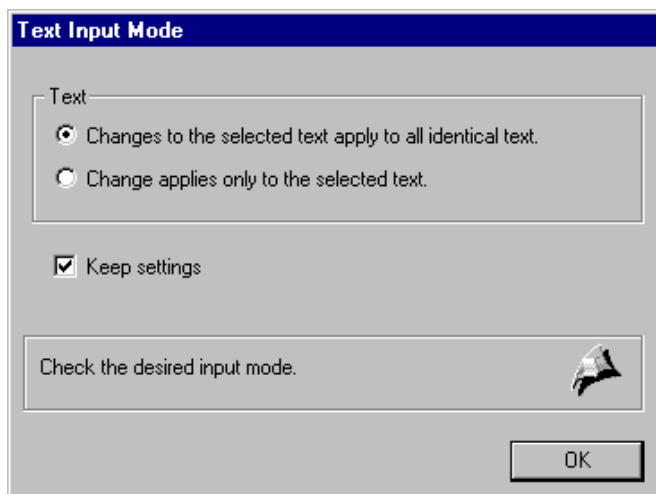 Text Input Mode
Text
Changes to the selected text apply to all identical text.
Change applies only to the selected text.
Keep settings
Check the desired input mode.
OK